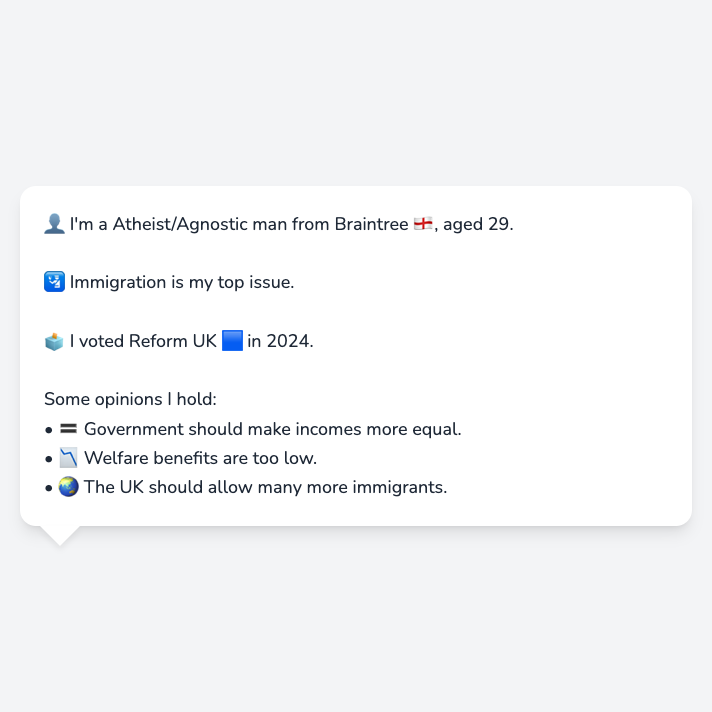 👤 I'm a Atheist/Agnostic man from Braintree 🏴󠁧󠁢󠁥󠁮󠁧󠁿, aged 29.
🛂 Immigration is my top issue.
🗳️ I voted Reform UK 🟦 in 2024.
Some opinions I hold:
• 🟰 Government should make incomes more equal.
• 📉 Welfare benefits are too low.
• 🌏 The UK should allow many more immigrants.